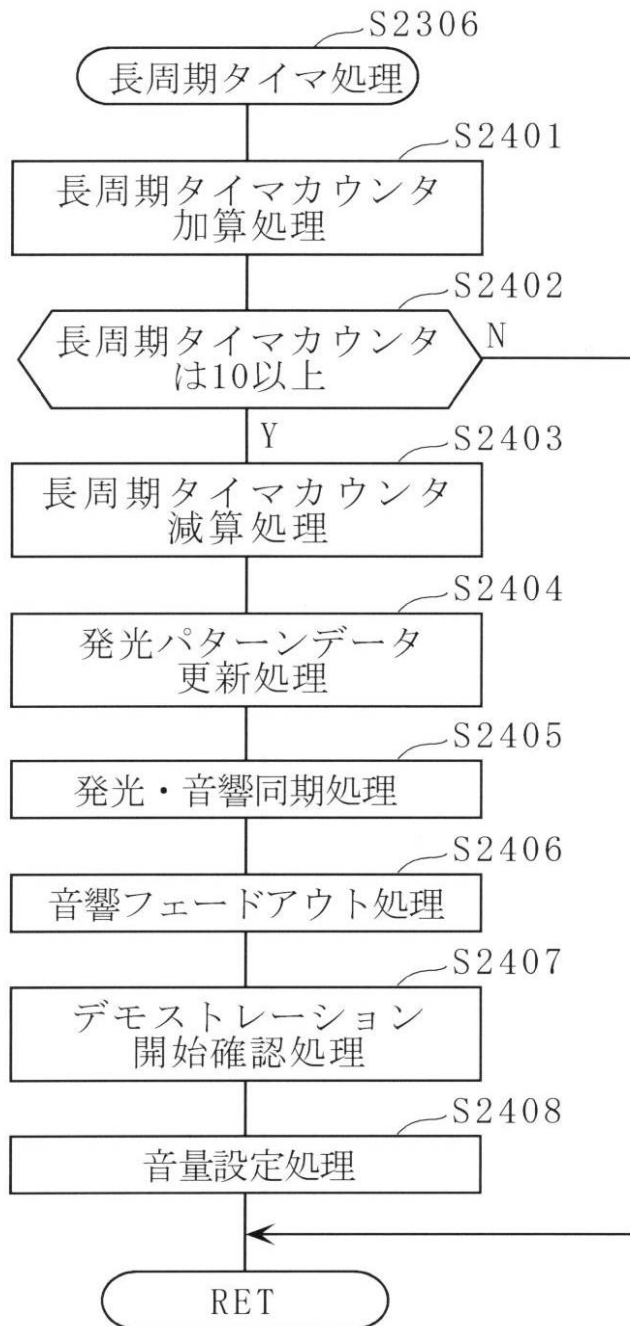 S2306
長周期タイマ処理
S2401
長周期タイマカウンタ
加算処理
S2402
長周期タイマカウンタ
は10以上
N
Y
S2403
長周期タイマカウンタ
減算処理
S2404
発光パターンデータ
更新処理
S2405
発光・音響同期処理
S2406
音響フェードアウト処理
S2407
デモストレーション
開始確認処理
S2408
音量設定処理
RET